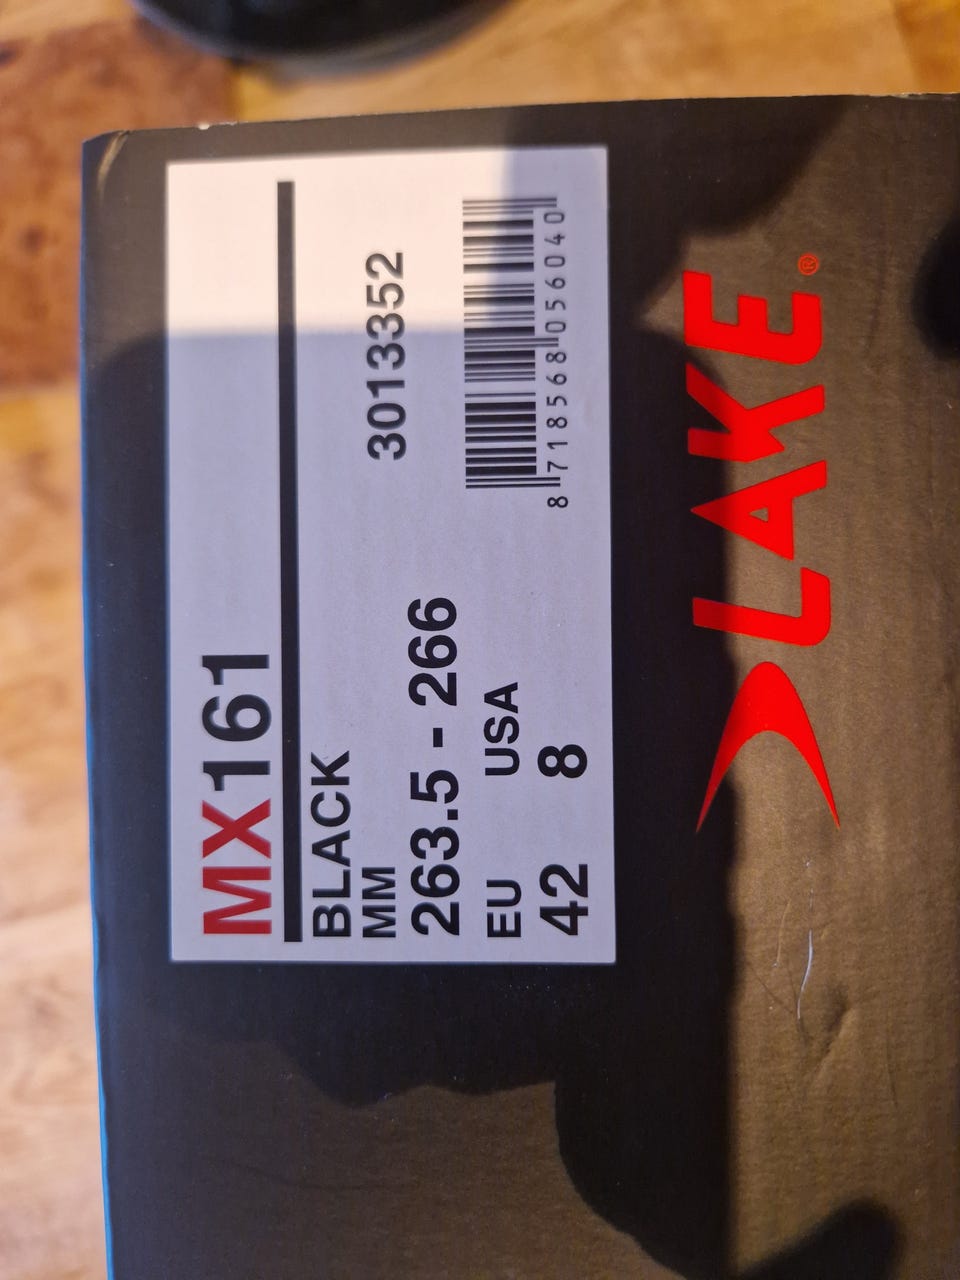 MX161
BLACK
MM 3013352
263.5 - 266
EU USA
42 8
8 718568 056040
LAKE®